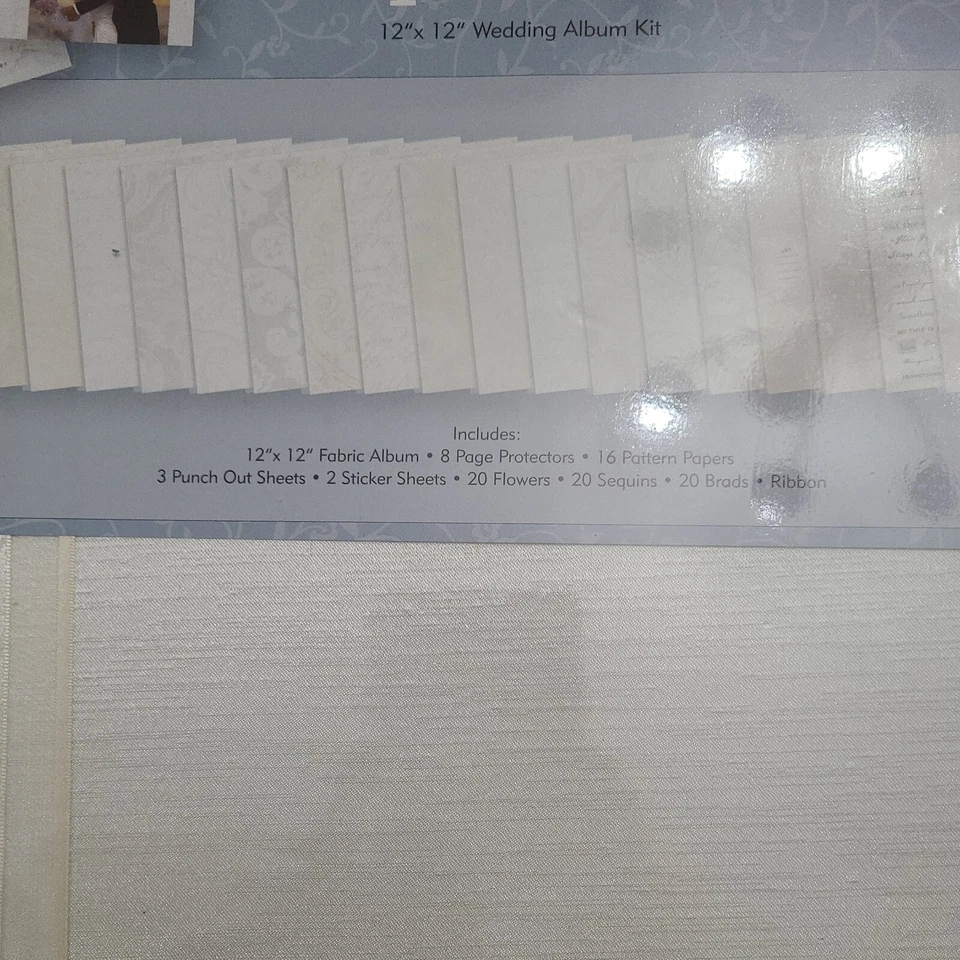 12"x 12" Wedding Album Kit
Includes:
12"x 12" Fabric Album • 8 Page Protectors • 16 Pattern Papers
3 Punch Out Sheets • 2 Sticker Sheets • 20 Flowers • 20 Sequins • 20 Brads • Ribbon